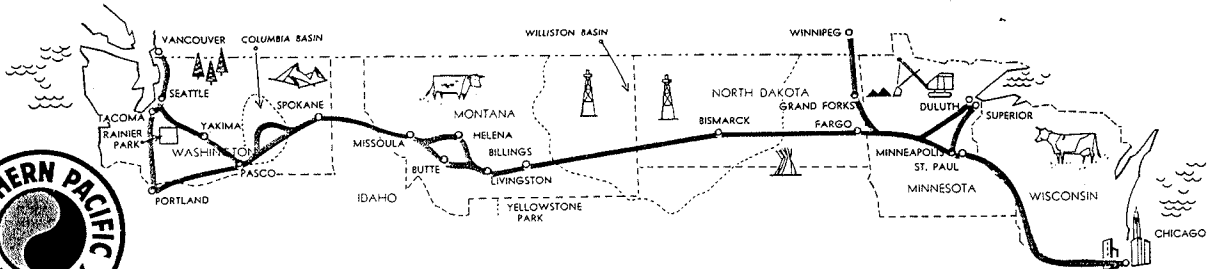 VANCOUVER
COLUMBIA BASIN
WILLISTON BASIN
WINNIPEG
SEATTLE
TACOMA
RAINIER
PARK
YAKIMA
WASHINGTON
SPOKANE
PASCO
PORTLAND
MISSOULA
MONTANA
HELENA
BUTTE
BILLINGS
LIVINGSTON
IDAHO
YELLOWSTONE
PARK
NORTH DAKOTA
BISMARCK
GRAND FORKS
FARGO
DULUTH
SUPERIOR
MINNEAPOLIS
ST. PAUL
MINNESOTA
WISCONSIN
CHICAGO
HERN PACIFIC